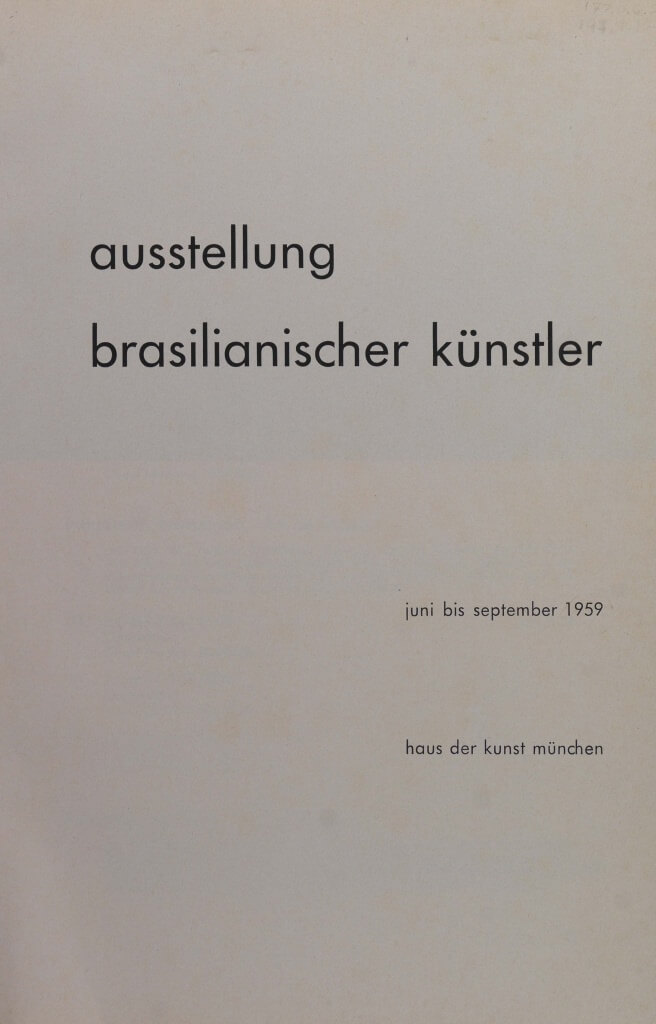 ausstellung
brasilianischer künstler
juni bis september 1959
haus der kunst münchen